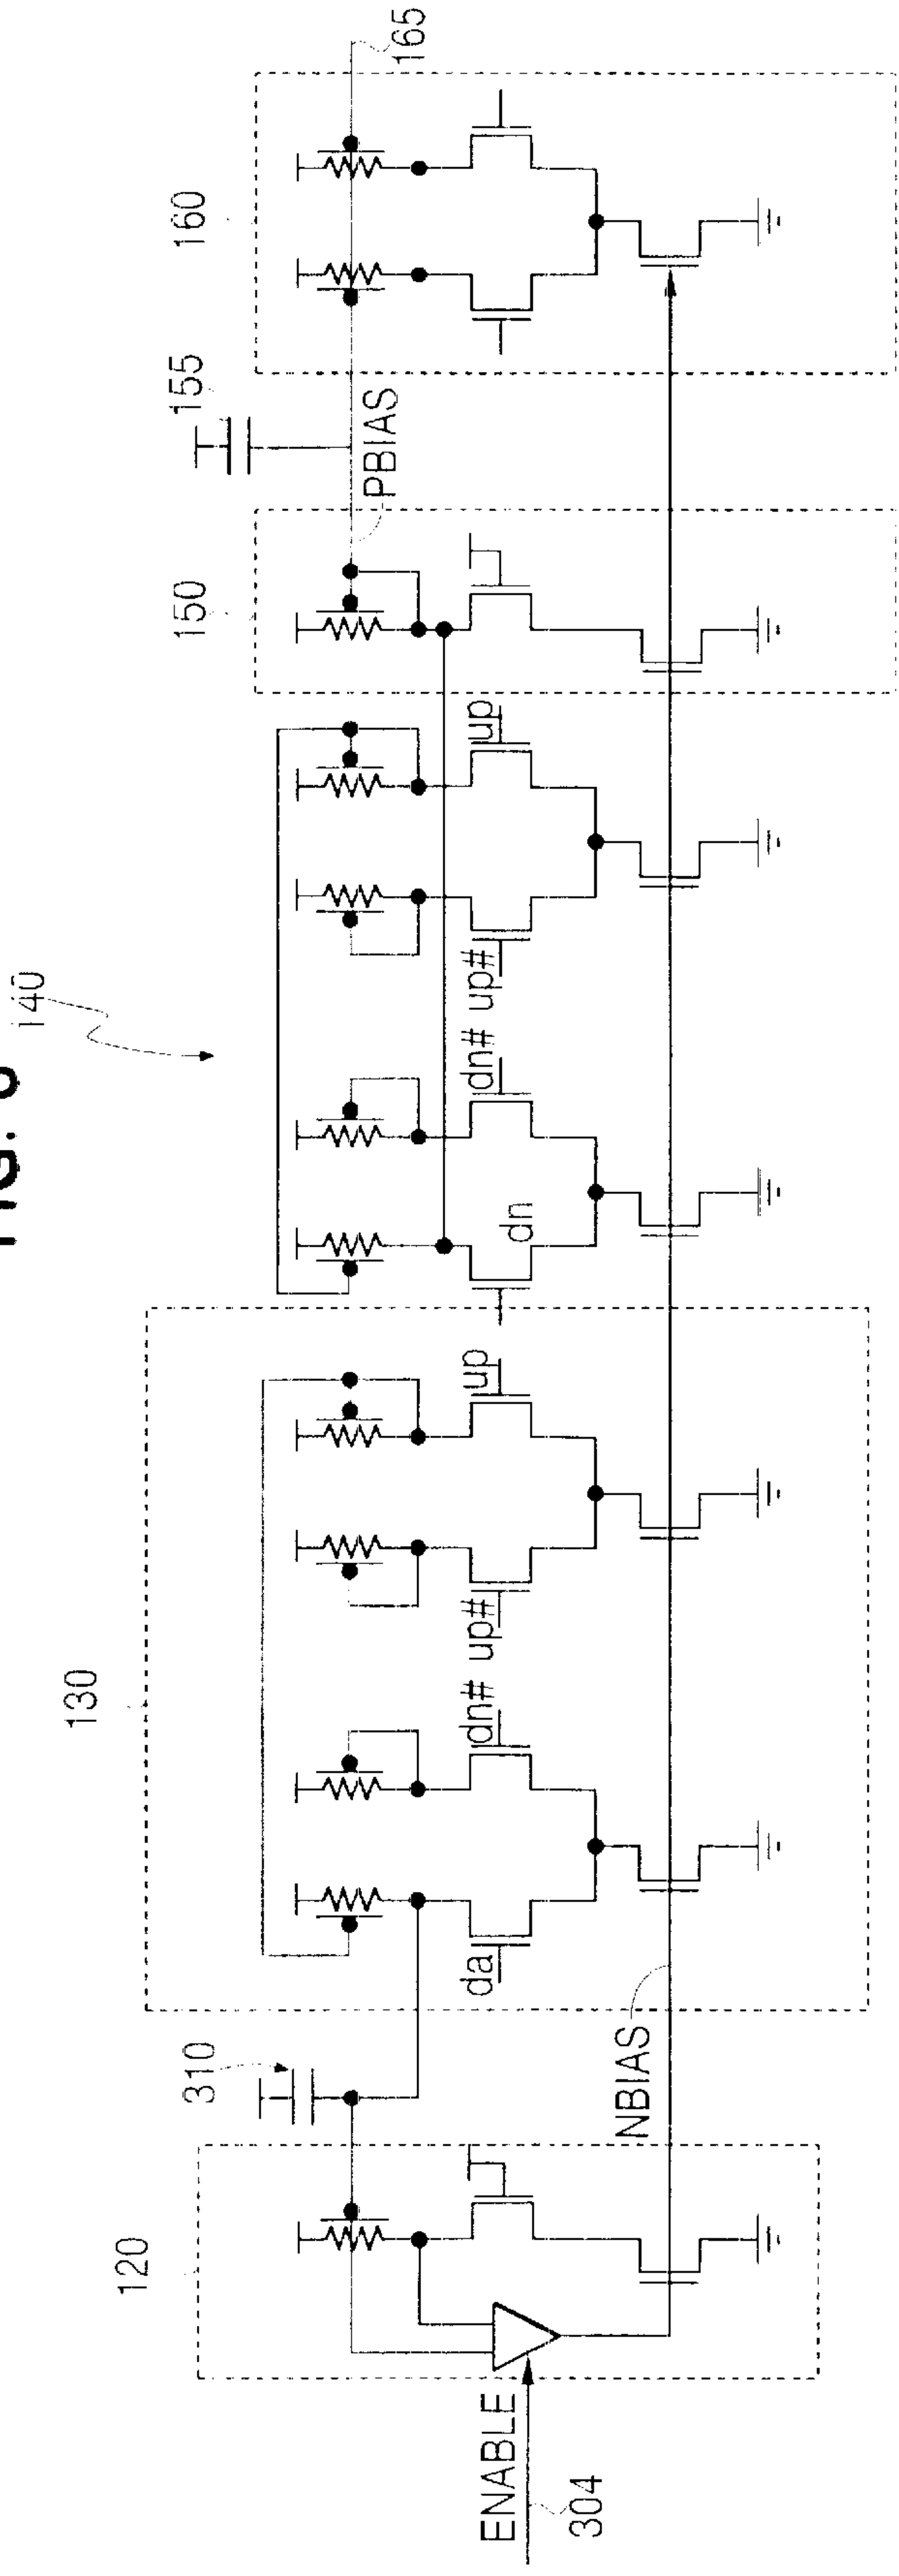 FIG.
140
120
310
130
150
155
160
165
PBIAS
da
dn# up#
up
dn
dn# up#
up
NBIAS
ENABLE
304